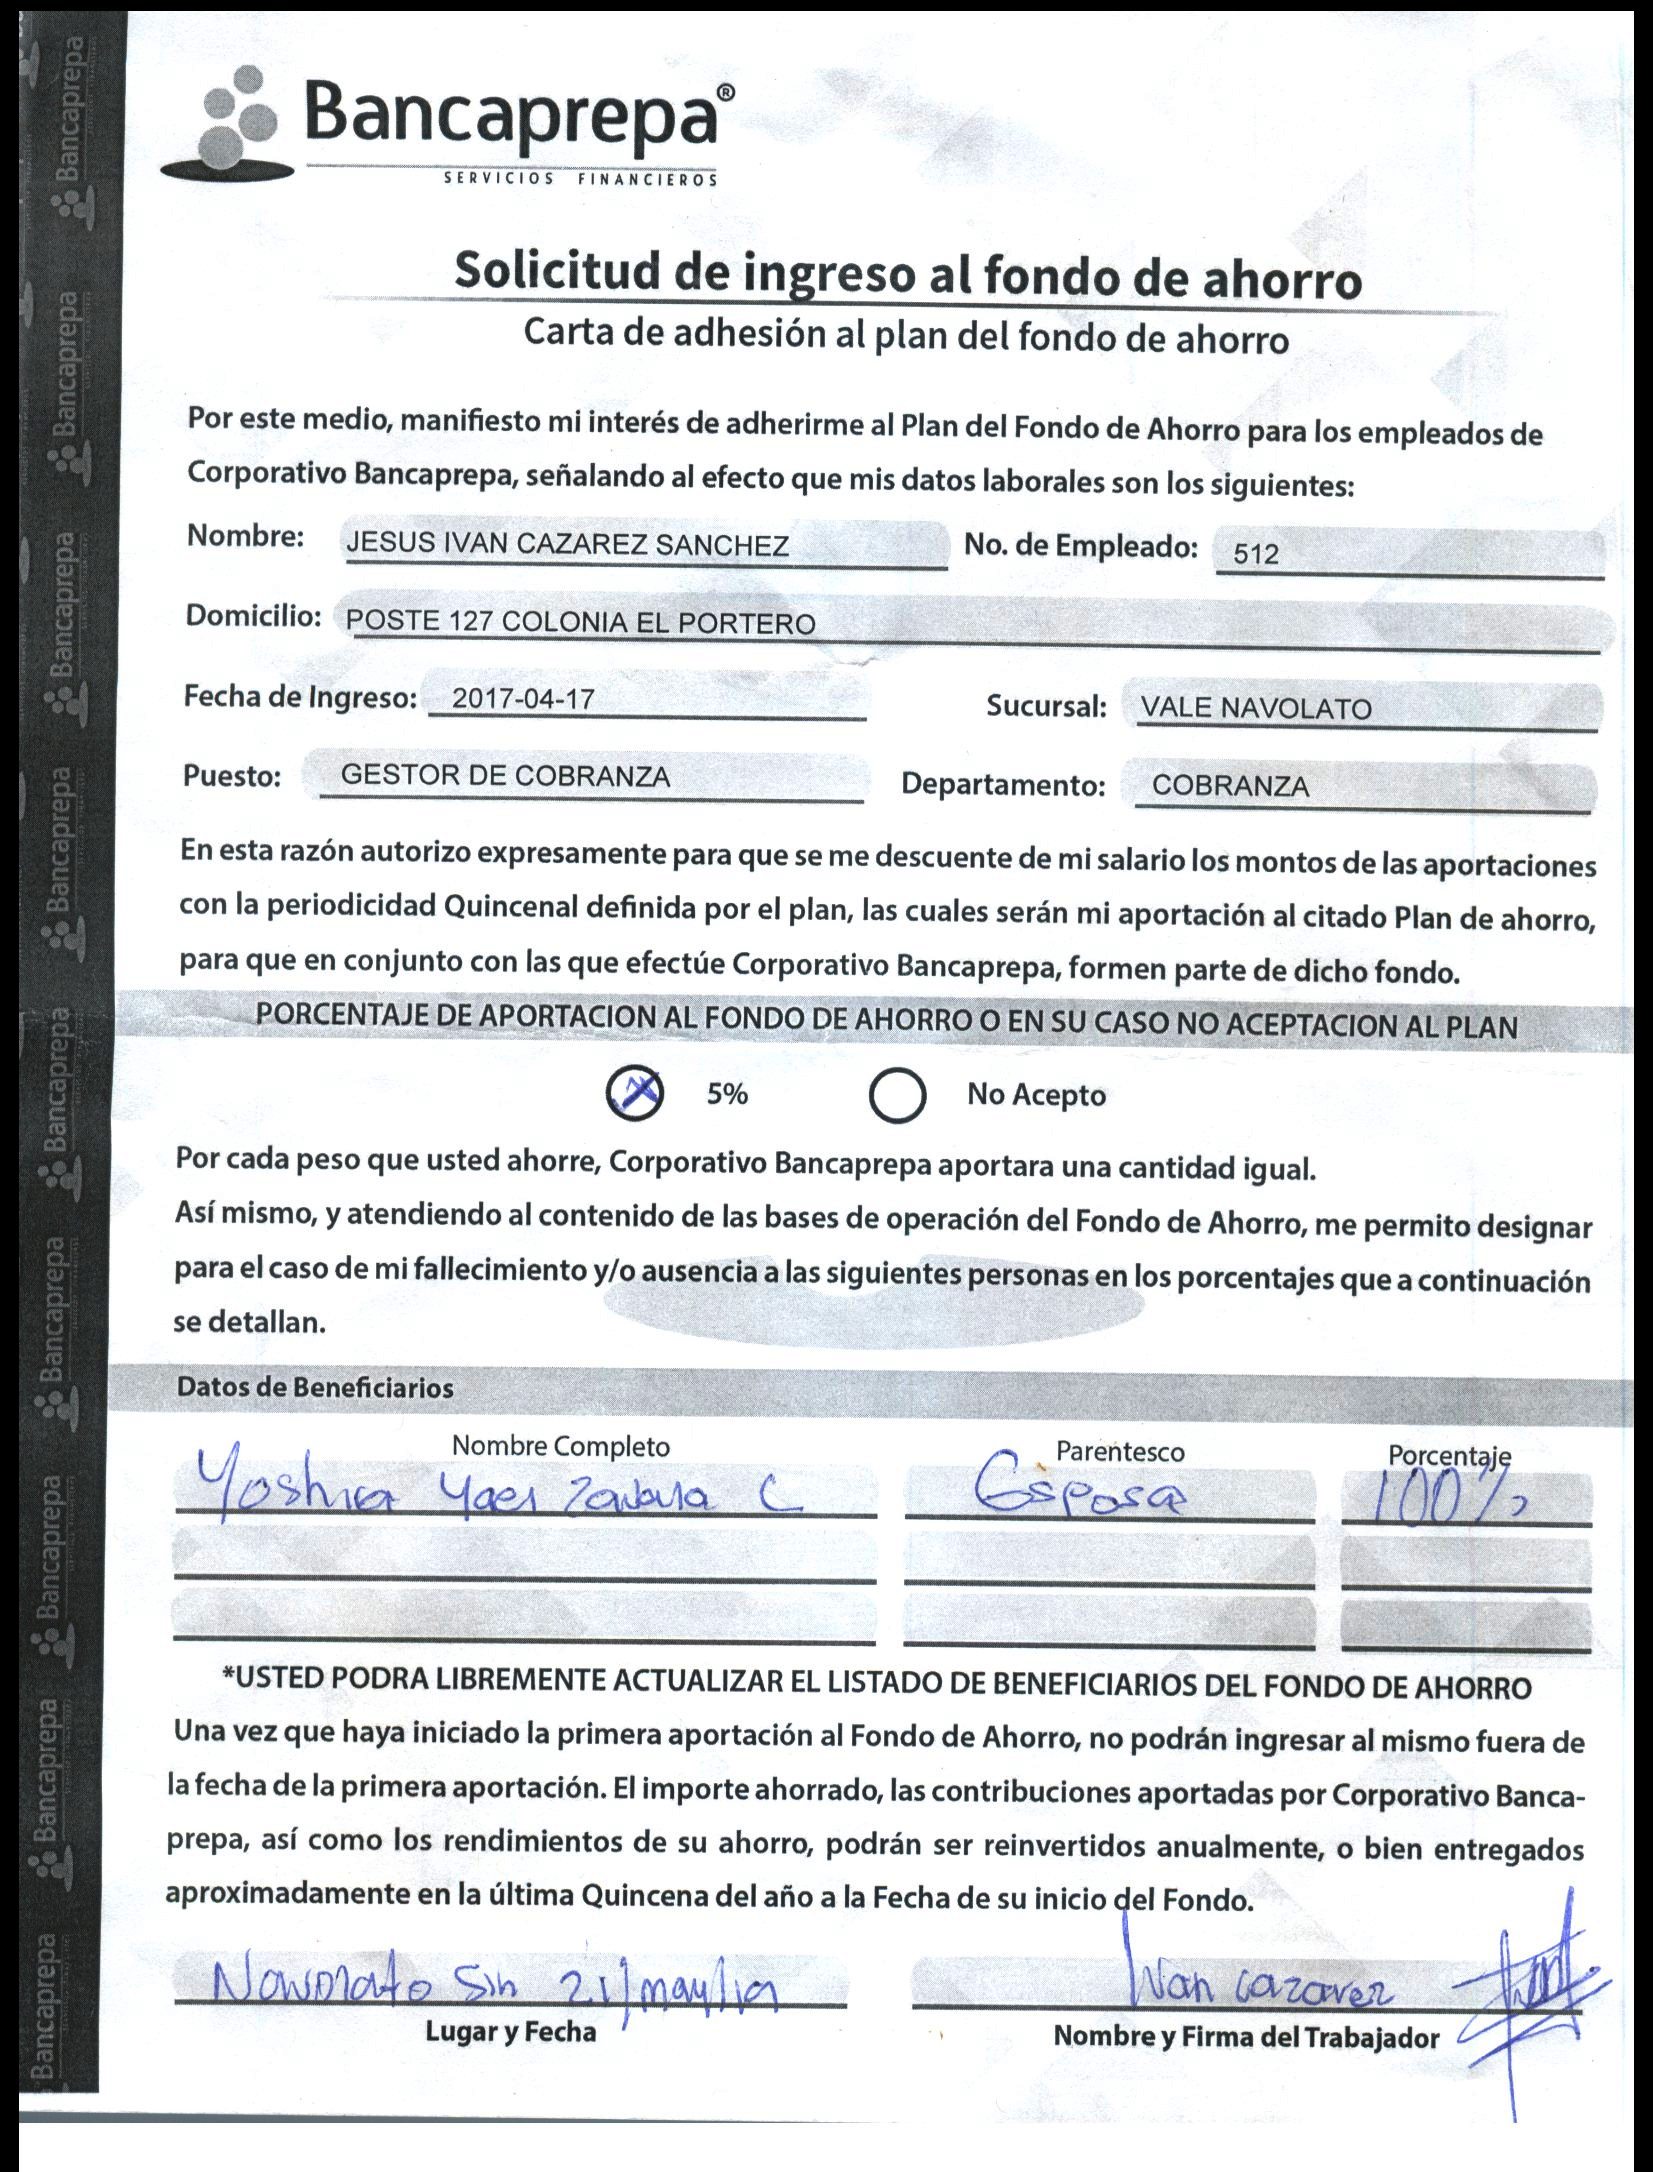 Bancaprepa®
SERVICIOS FINANCIEROS
Solicitud de ingreso al fondo de ahorro
Carta de adhesión al plan del fondo de ahorro
Por este medio, manifiesto mi interés de adherirme al Plan del Fondo de Ahorro para los empleados de
Corporativo Bancaprepa, señalando al efecto que mis datos laborales son los siguientes:
Nombre: JESUS IVAN CAZAREZ SANCHEZ No. de Empleado: 512
Domicilio: POSTE 127 COLONIA EL PORTERO
Fecha de Ingreso: 2017-04-17 Sucursal: VALE NAVOLATO
Puesto: GESTOR DE COBRANZA Departamento: COBRANZA
En esta razón autorizo expresamente para que se me descuente de mi salario los montos de las aportaciones
con la periodicidad Quincenal definida por el plan, las cuales serán mi aportación al citado Plan de ahorro,
para que en conjunto con las que efectúe Corporativo Bancaprepa, formen parte de dicho fondo.
PORCENTAJE DE APORTACION AL FONDO DE AHORRO O EN SU CASO NO ACEPTACION AL PLAN
X 5% No Acepto
Por cada peso que usted ahorre, Corporativo Bancaprepa aportara una cantidad igual.
Así mismo, y atendiendo al contenido de las bases de operación del Fondo de Ahorro, me permito designar
para el caso de mi fallecimiento y/o ausencia a las siguientes personas en los porcentajes que a continuación
se detallan.
Datos de Beneficiarios
Nombre Completo Parentesco Porcentaje
Yoshira Yaei Zavala C Esposa 100%
*USTED PODRA LIBREMENTE ACTUALIZAR EL LISTADO DE BENEFICIARIOS DEL FONDO DE AHORRO
Una vez que haya iniciado la primera aportación al Fondo de Ahorro, no podrán ingresar al mismo fuera de
la fecha de la primera aportación. El importe ahorrado, las contribuciones aportadas por Corporativo Banca-
prepa, así como los rendimientos de su ahorro, podrán ser reinvertidos anualmente, o bien entregados
aproximadamente en la última Quincena del año a la Fecha de su inicio del Fondo.
Navolato Sin 21/may/19 Ivan Cazarez
Lugar y Fecha Nombre y Firma del Trabajador